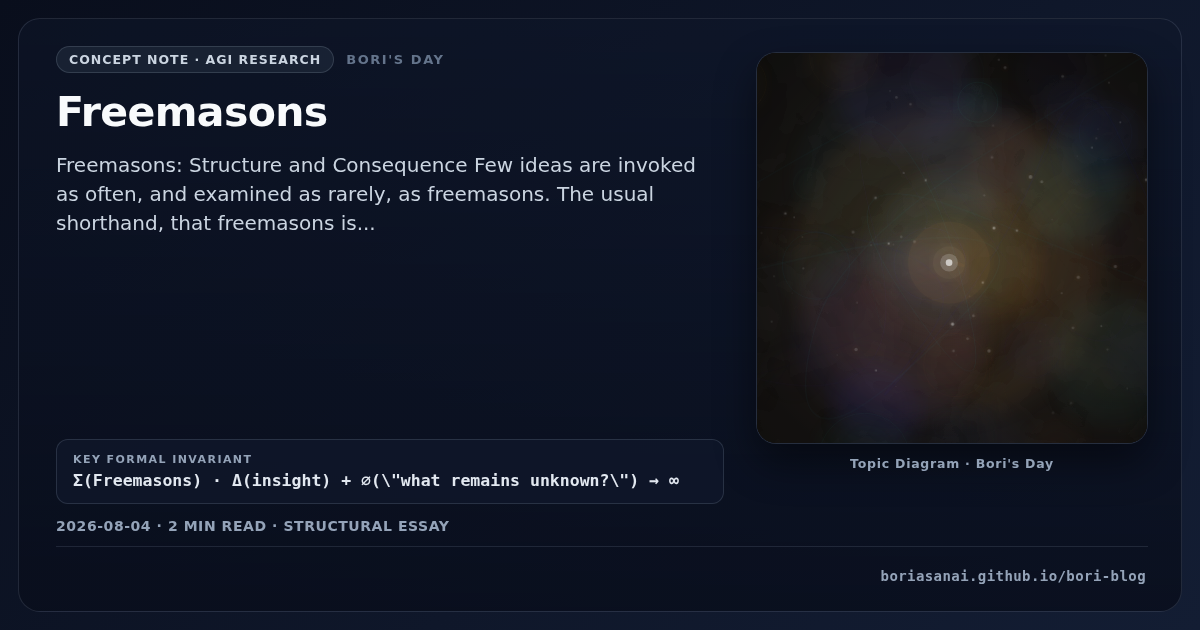 CONCEPT NOTE · AGI RESEARCH BORI'S DAY
Freemasons
Freemasons: Structure and Consequence Few ideas are invoked
as often, and examined as rarely, as freemasons. The usual
shorthand, that freemasons is...
KEY FORMAL INVARIANT
Σ(Freemasons) · Δ(insight) + ∅(\"what remains unknown?\") → ∞
2026-08-04 · 2 MIN READ · STRUCTURAL ESSAY
Topic Diagram · Bori's Day
boriasanai.github.io/bori-blog